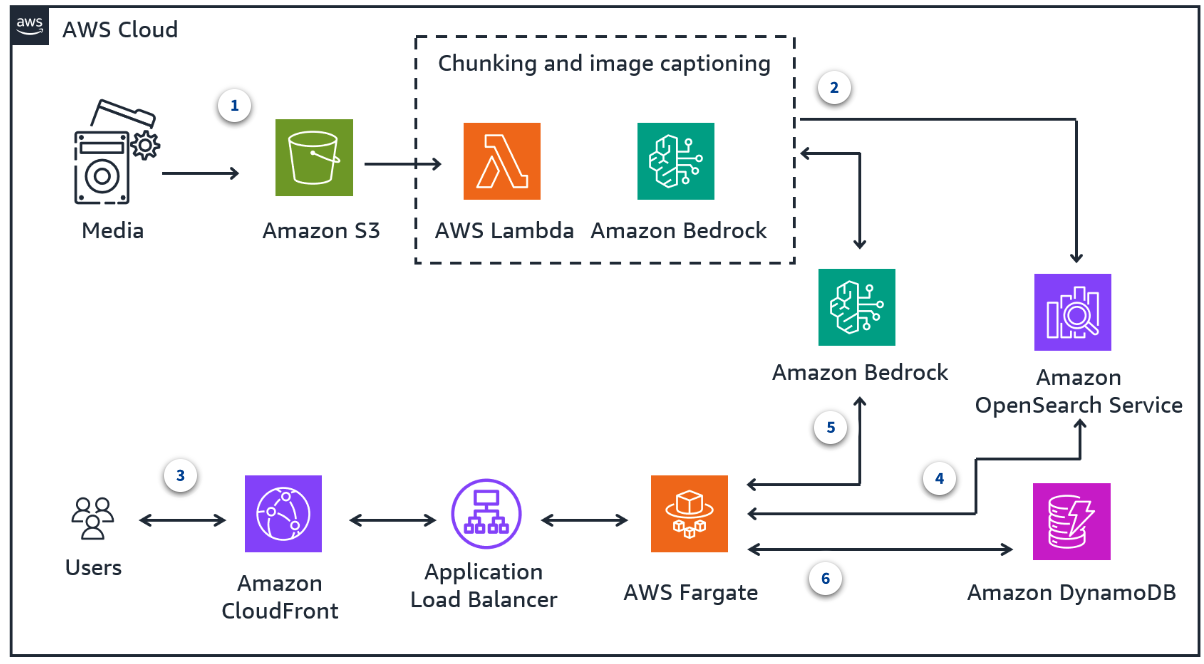 aws
AWS Cloud
Chunking and image captioning
1
2
Media
Amazon S3
AWS Lambda
Amazon Bedrock
Amazon Bedrock
Amazon
OpenSearch Service
5
3
4
Users
Amazon
CloudFront
Application
Load Balancer
AWS Fargate
6
Amazon DynamoDB